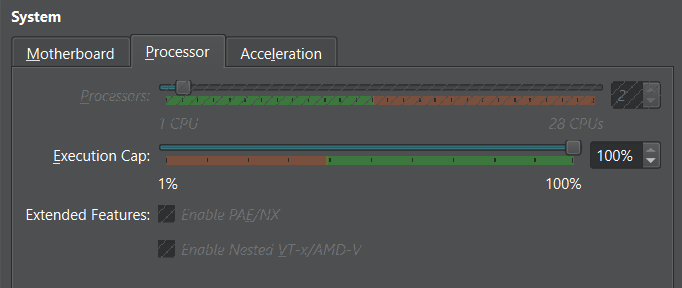 System
Motherboard Processor Acceleration
Processors: 2
1 CPU 28 CPUs
Execution Cap: 100%
1% 100%
Extended Features: Enable PAE/NX
Enable Nested VT-x/AMD-V